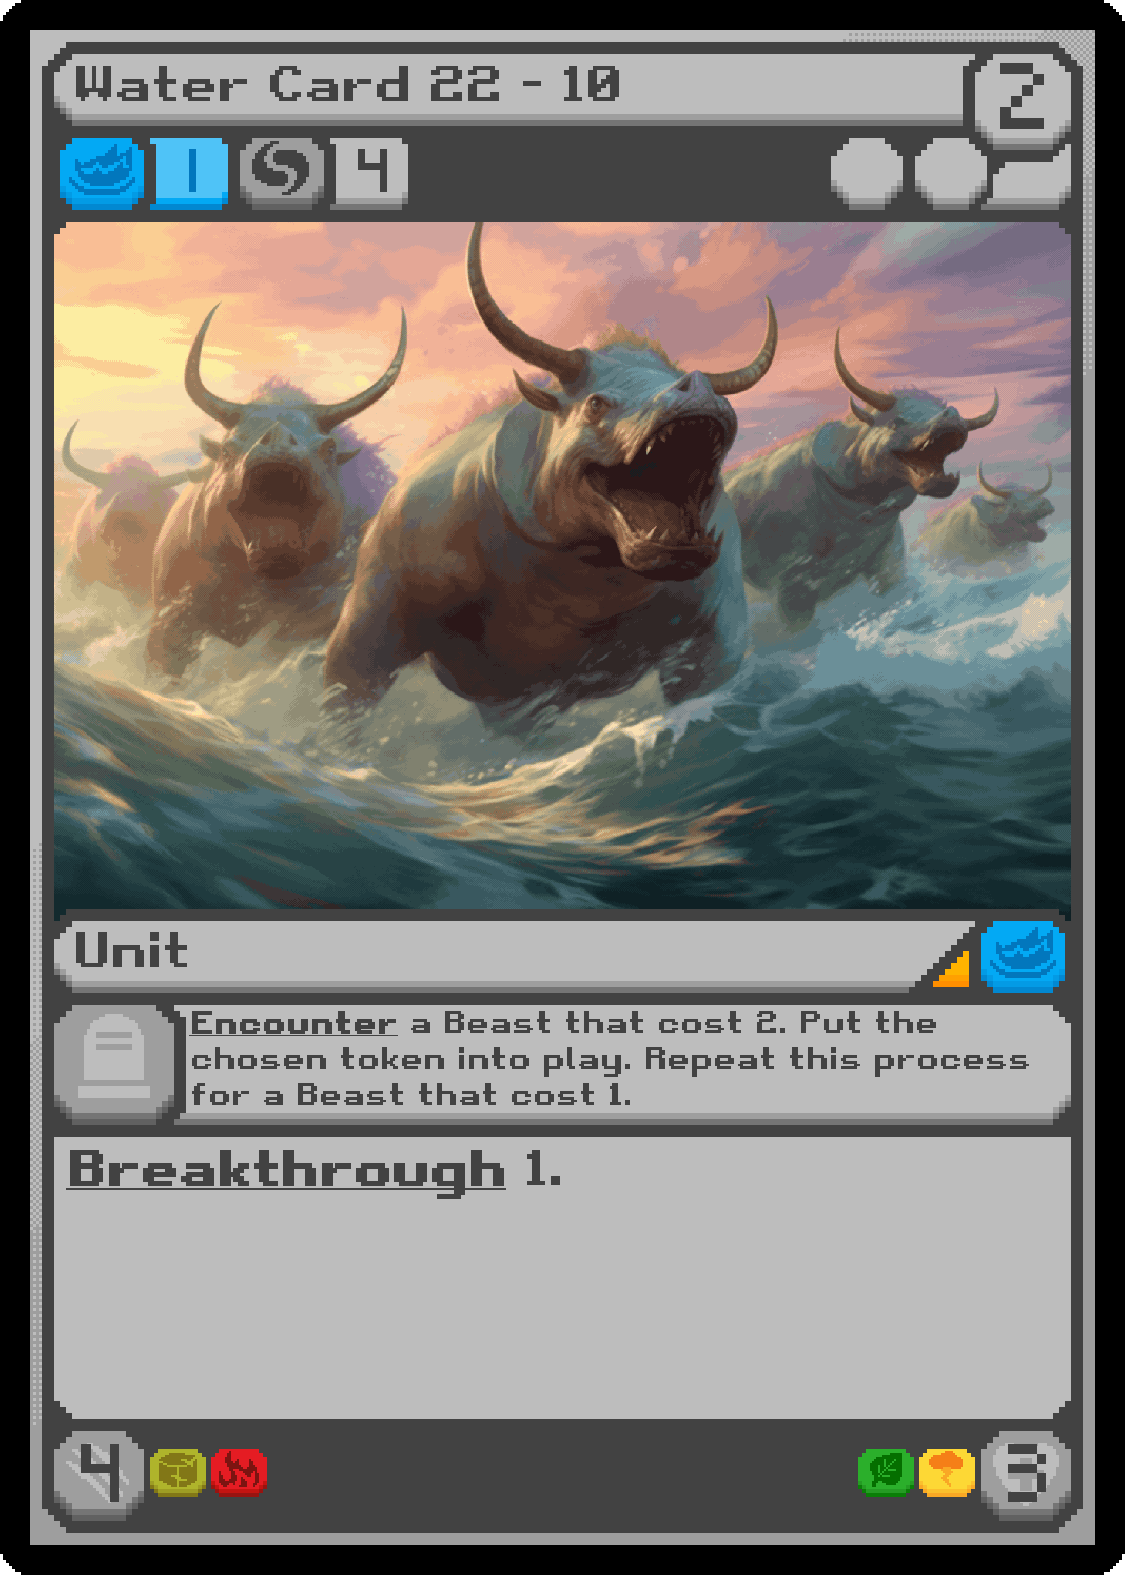 Water Card 22 - 10
2
1 4
Unit
Encounter a Beast that cost 2. Put the
chosen token into play. Repeat this process
for a Beast that cost 1.
Breakthrough 1.
4 3